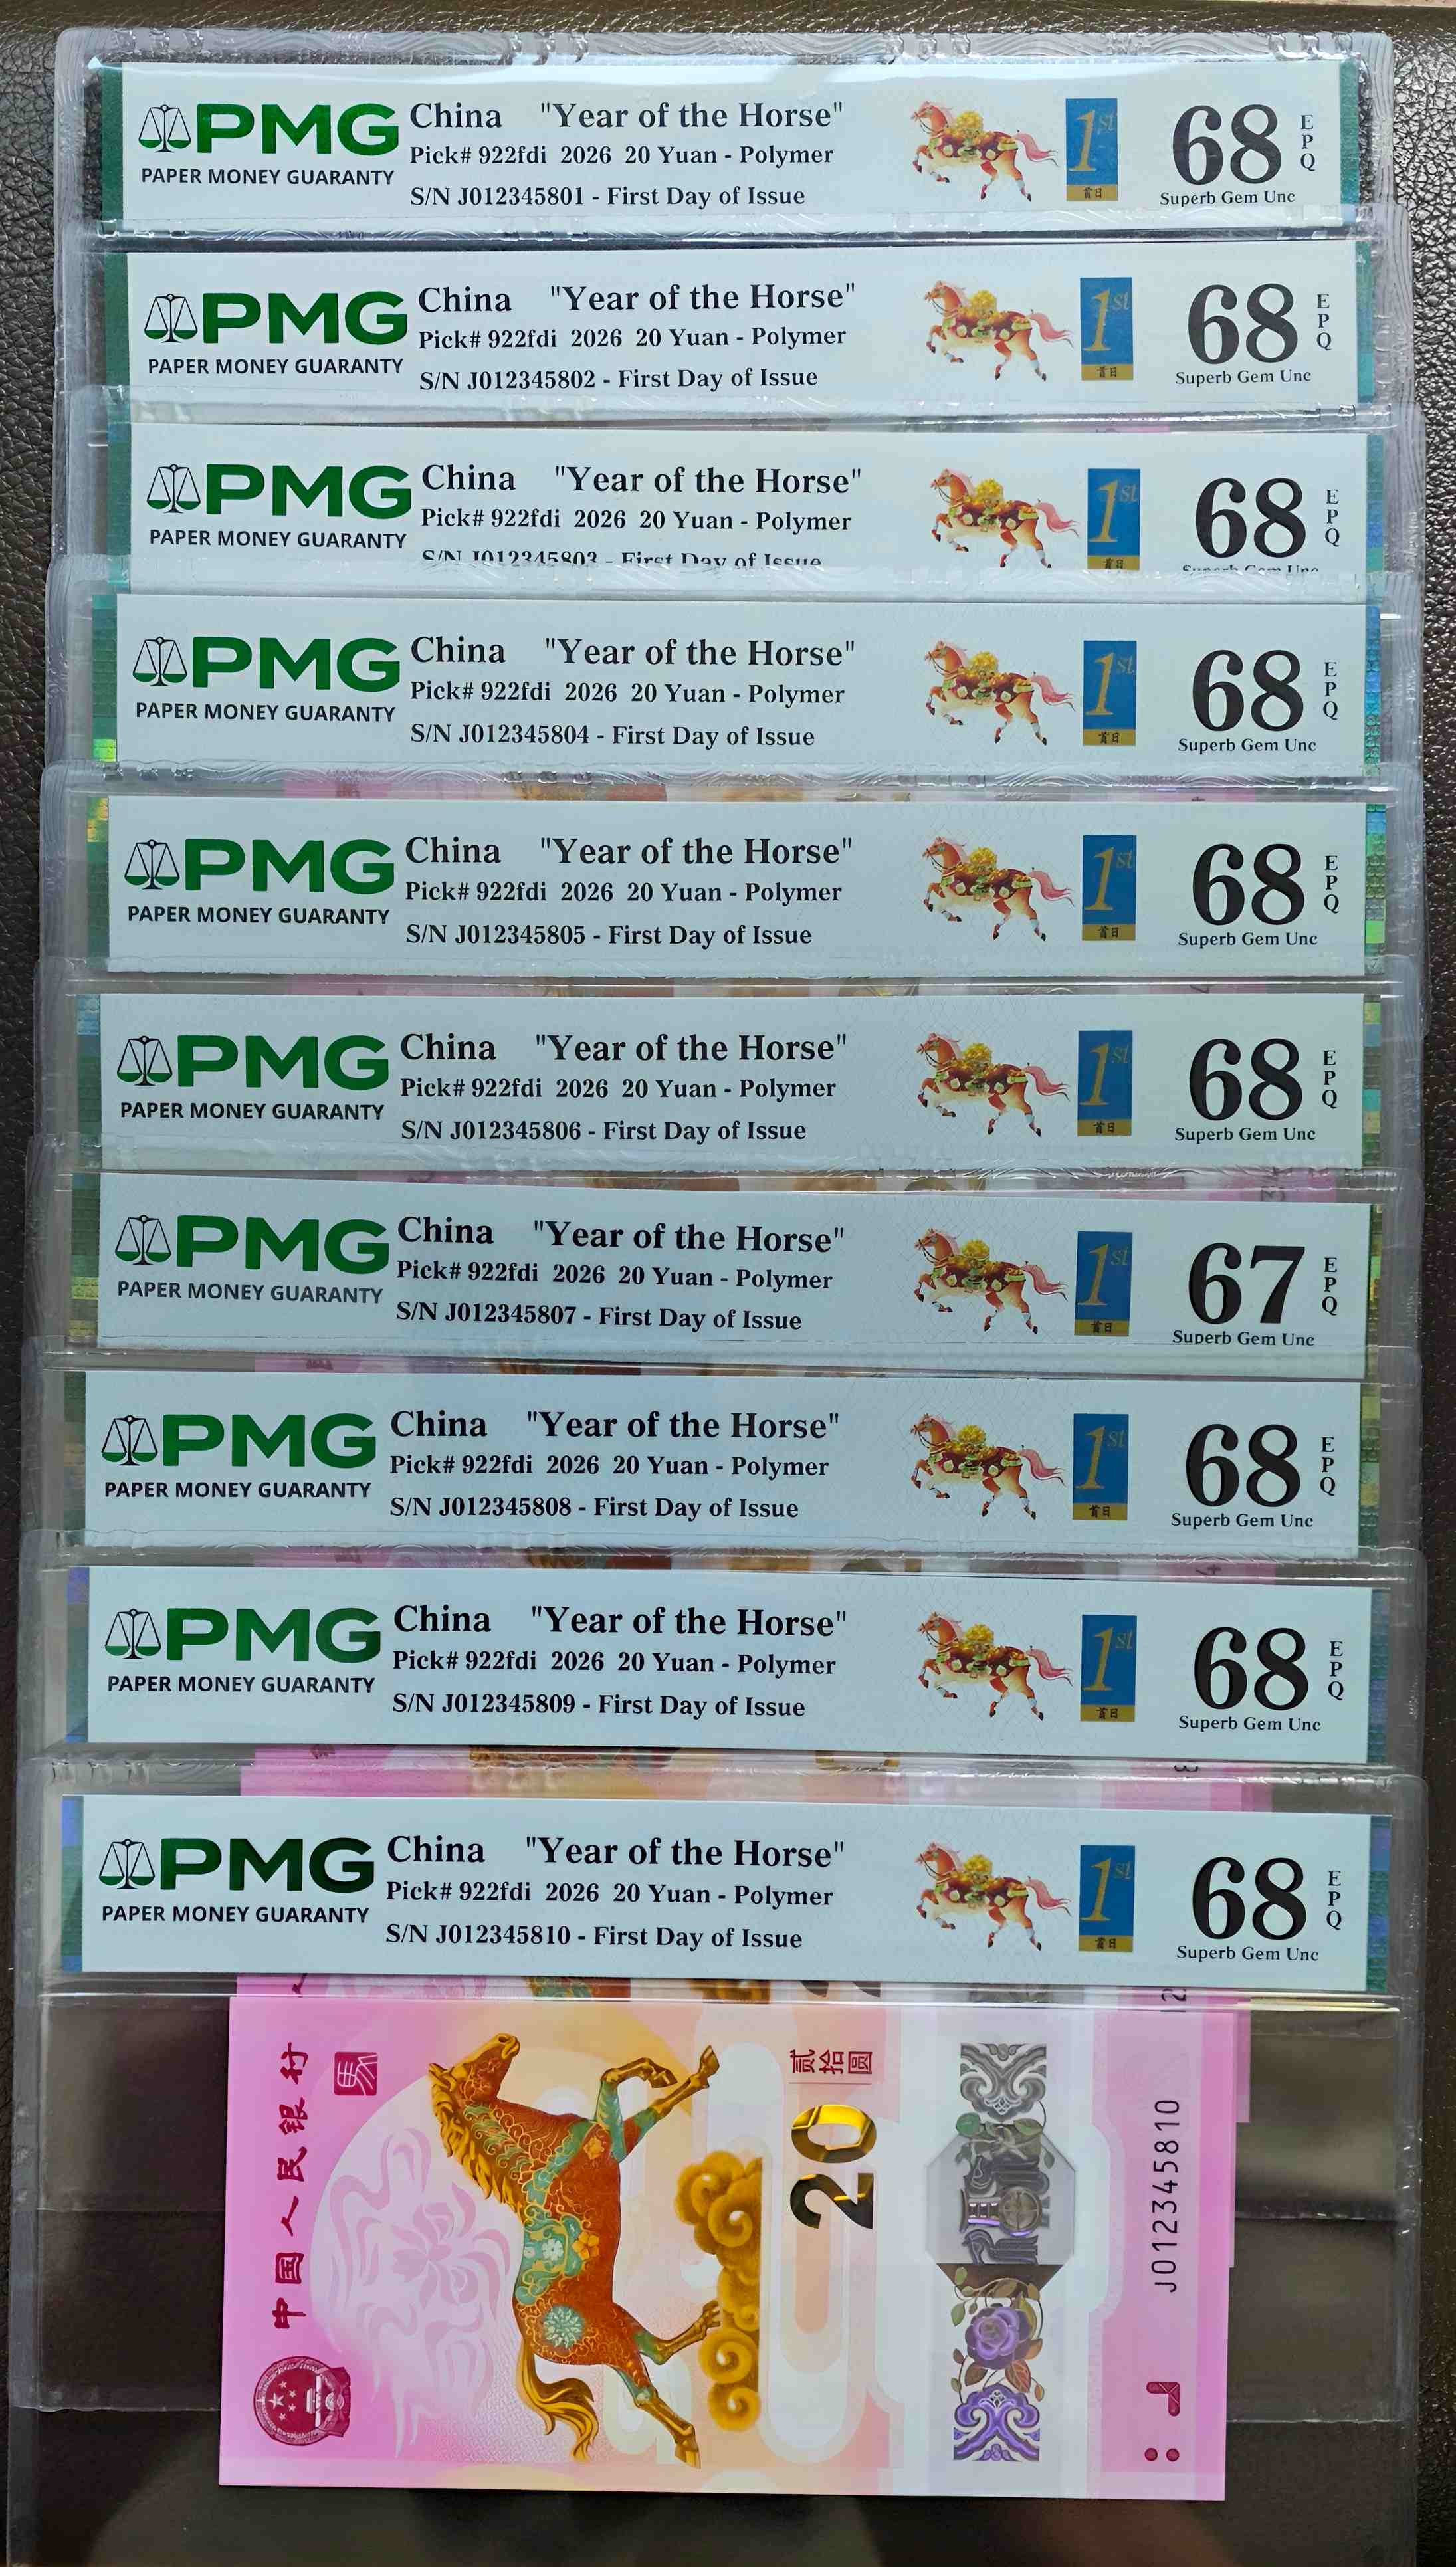 PMG
PAPER MONEY GUARANTY
China "Year of the Horse"
Pick# 922fdi 2026 20 Yuan - Polymer
S/N J012345801 - First Day of Issue
1st
首日
68
EPQ
Superb Gem Unc
PMG
PAPER MONEY GUARANTY
China "Year of the Horse"
Pick# 922fdi 2026 20 Yuan - Polymer
S/N J012345802 - First Day of Issue
1st
首日
68
EPQ
Superb Gem Unc
PMG
PAPER MONEY GUARANTY
China "Year of the Horse"
Pick# 922fdi 2026 20 Yuan - Polymer
S/N J012345803 - First Day of Issue
1st
首日
68
EPQ
Superb Gem Unc
PMG
PAPER MONEY GUARANTY
China "Year of the Horse"
Pick# 922fdi 2026 20 Yuan - Polymer
S/N J012345804 - First Day of Issue
1st
首日
68
EPQ
Superb Gem Unc
PMG
PAPER MONEY GUARANTY
China "Year of the Horse"
Pick# 922fdi 2026 20 Yuan - Polymer
S/N J012345805 - First Day of Issue
1st
首日
68
EPQ
Superb Gem Unc
PMG
PAPER MONEY GUARANTY
China "Year of the Horse"
Pick# 922fdi 2026 20 Yuan - Polymer
S/N J012345806 - First Day of Issue
1st
首日
68
EPQ
Superb Gem Unc
PMG
PAPER MONEY GUARANTY
China "Year of the Horse"
Pick# 922fdi 2026 20 Yuan - Polymer
S/N J012345807 - First Day of Issue
1st
首日
67
EPQ
Superb Gem Unc
PMG
PAPER MONEY GUARANTY
China "Year of the Horse"
Pick# 922fdi 2026 20 Yuan - Polymer
S/N J012345808 - First Day of Issue
1st
首日
68
EPQ
Superb Gem Unc
PMG
PAPER MONEY GUARANTY
China "Year of the Horse"
Pick# 922fdi 2026 20 Yuan - Polymer
S/N J012345809 - First Day of Issue
1st
首日
68
EPQ
Superb Gem Unc
PMG
PAPER MONEY GUARANTY
China "Year of the Horse"
Pick# 922fdi 2026 20 Yuan - Polymer
S/N J012345810 - First Day of Issue
1st
首日
68
EPQ
Superb Gem Unc
中国人民银行
贰拾圆
20
J012345810